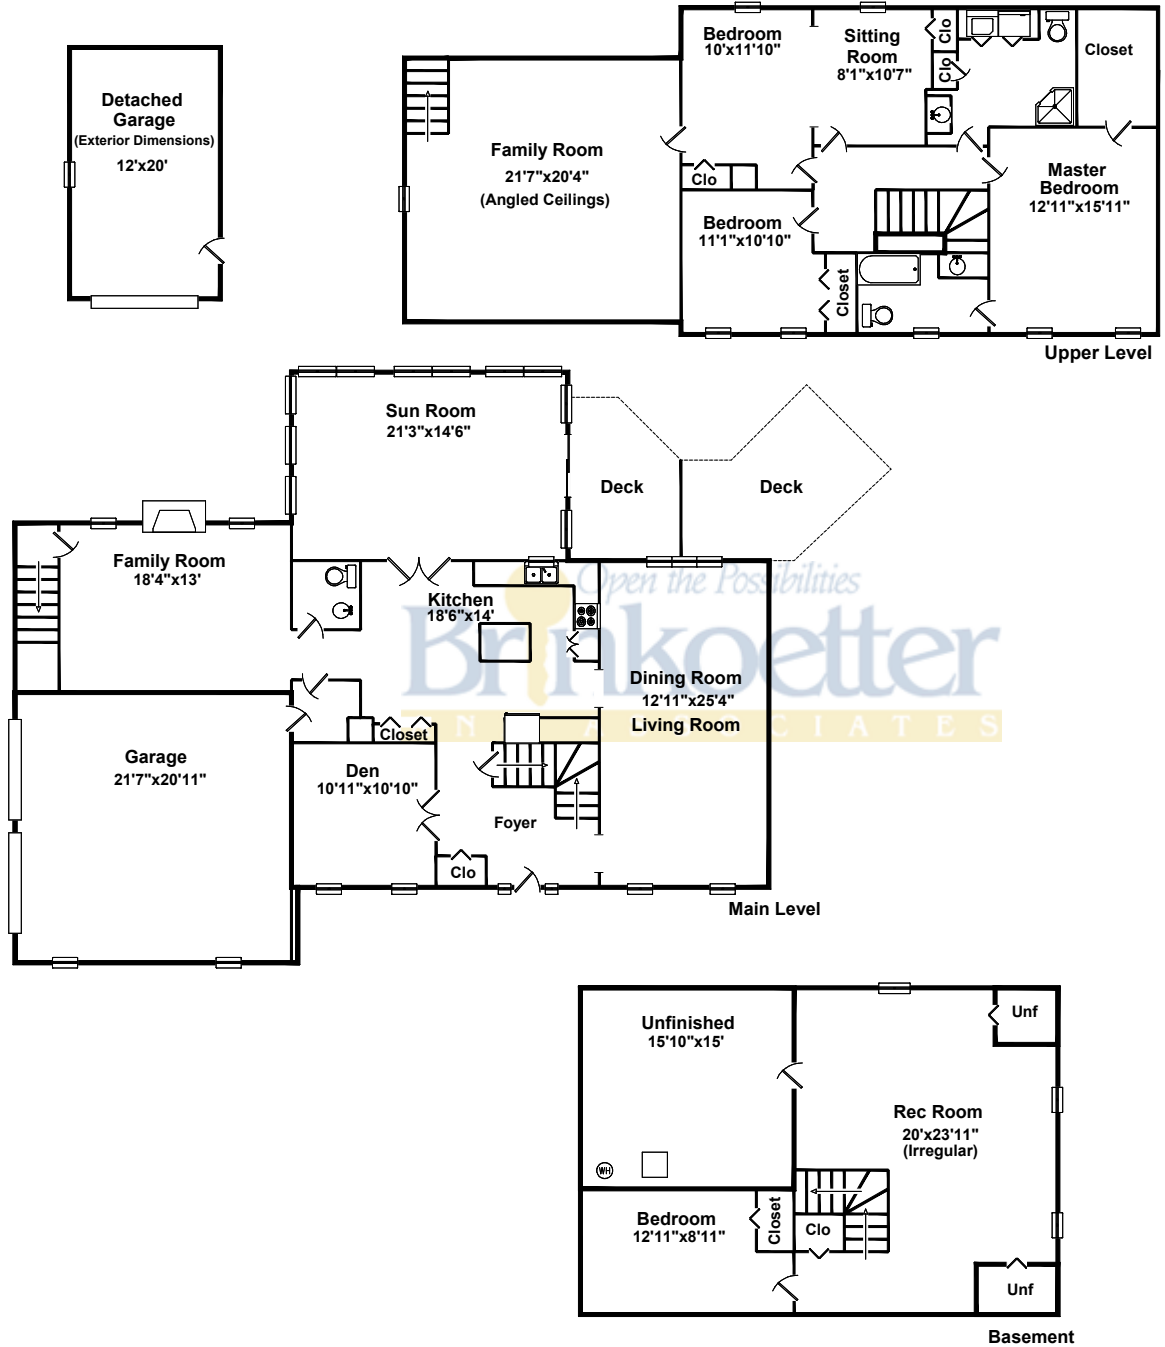 Detached
Garage
(Exterior Dimensions)
12'x20'
Family Room
21'7"x20'4"
(Angled Ceilings)
Bedroom
10'x11'10"
Sitting
Room
8'1"x10'7"
Clo
Clo
Closet
Clo
Master
Bedroom
12'11"x15'11"
Bedroom
11'1"x10'10"
Closet
Upper Level
Sun Room
21'3"x14'6"
Deck
Deck
Family Room
18'4"x13'
Kitchen
18'6"x14'
Open the Possibilities
Brinkoetter
AN ASSOCIATES
Dining Room
12'11"x25'4"
Living Room
Closet
Garage
21'7"x20'11"
Den
10'11"x10'10"
Foyer
Clo
Main Level
Unfinished
15'10"x15'
Unf
Rec Room
20'x23'11"
(Irregular)
WH
Bedroom
12'11"x8'11"
Closet
Clo
Unf
Basement